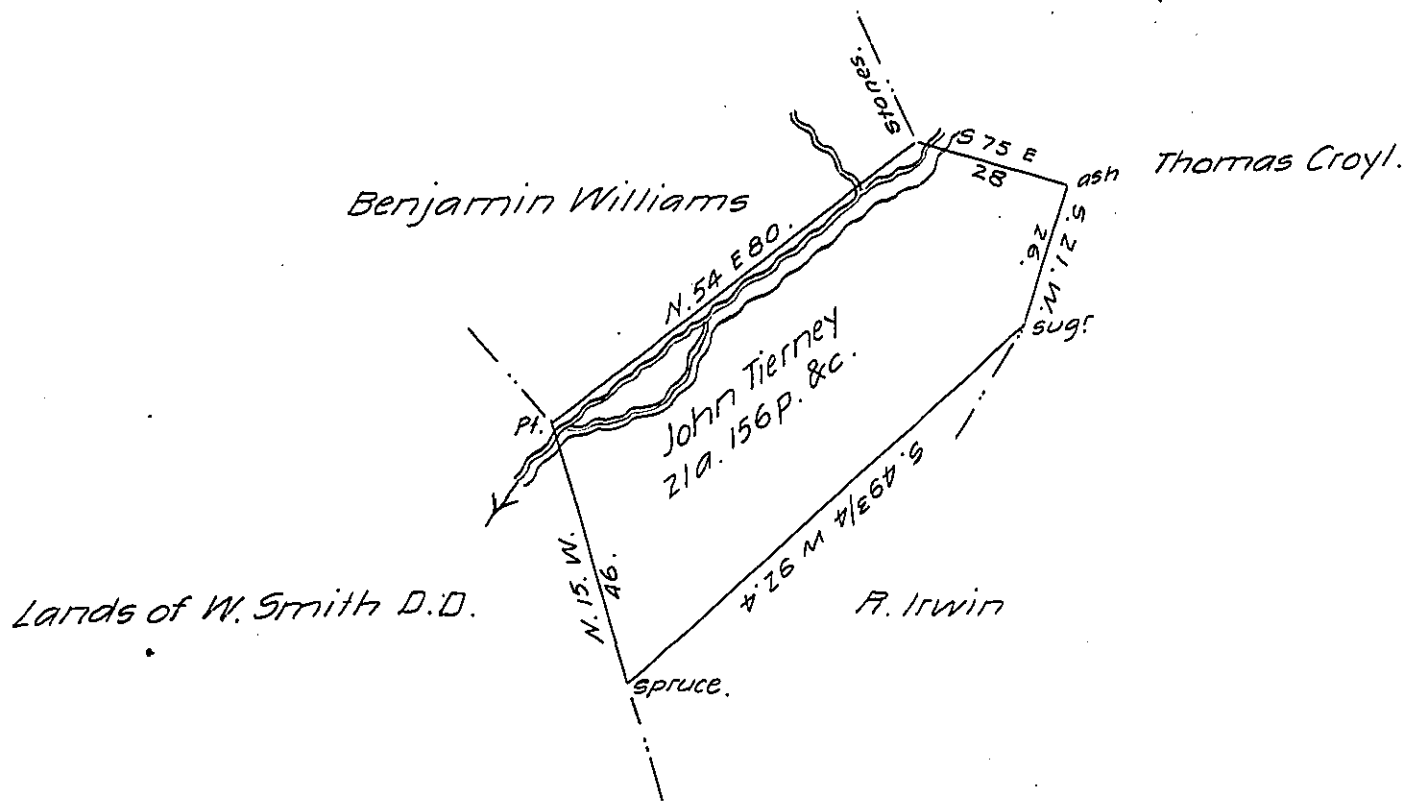 Stones.
S 75 E
28
ash
Thomas Croyl.
Benjamin Williams
S. 21. W.
26.
N. 54 E 80.
sugr.
John Tierney
21a. 156p. &c.
Pt.
S. 49 3/4 W 92.4
N. 15. W.
46.
Lands of W. Smith D.D.
R. Irwin
spruce.